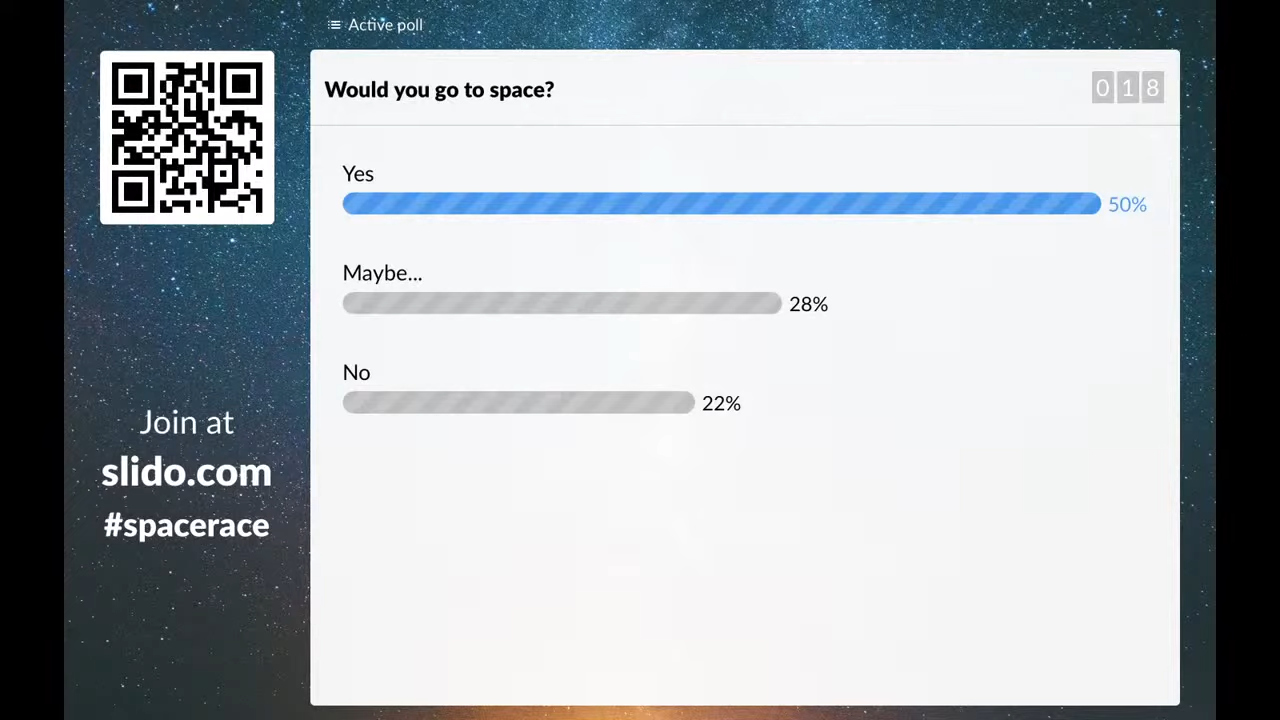 Active poll
Would you go to space?
018
Yes
50%
Maybe...
28%
No
22%
Join at
slido.com
#spacerace